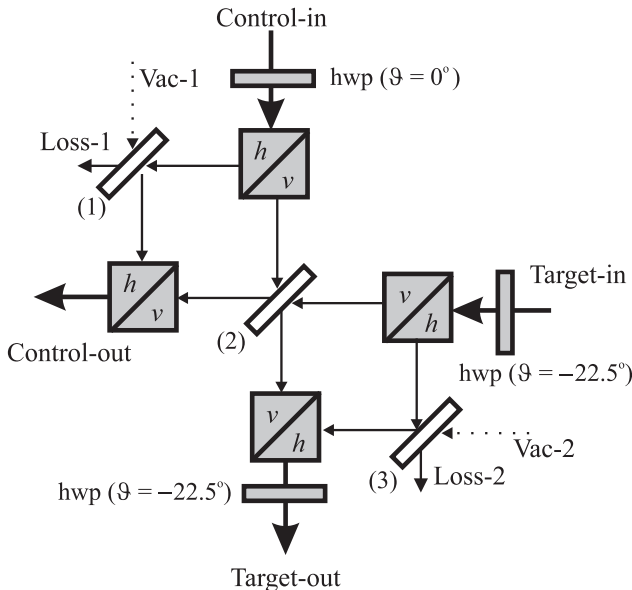 Control-in
Vac-1
hwp (ϑ = 0°)
Loss-1
h
v
(1)
h
v
Target-in
v
h
(2)
Control-out
hwp (ϑ = −22.5°)
v
h
Vac-2
hwp (ϑ = −22.5°)
(3)
Loss-2
Target-out